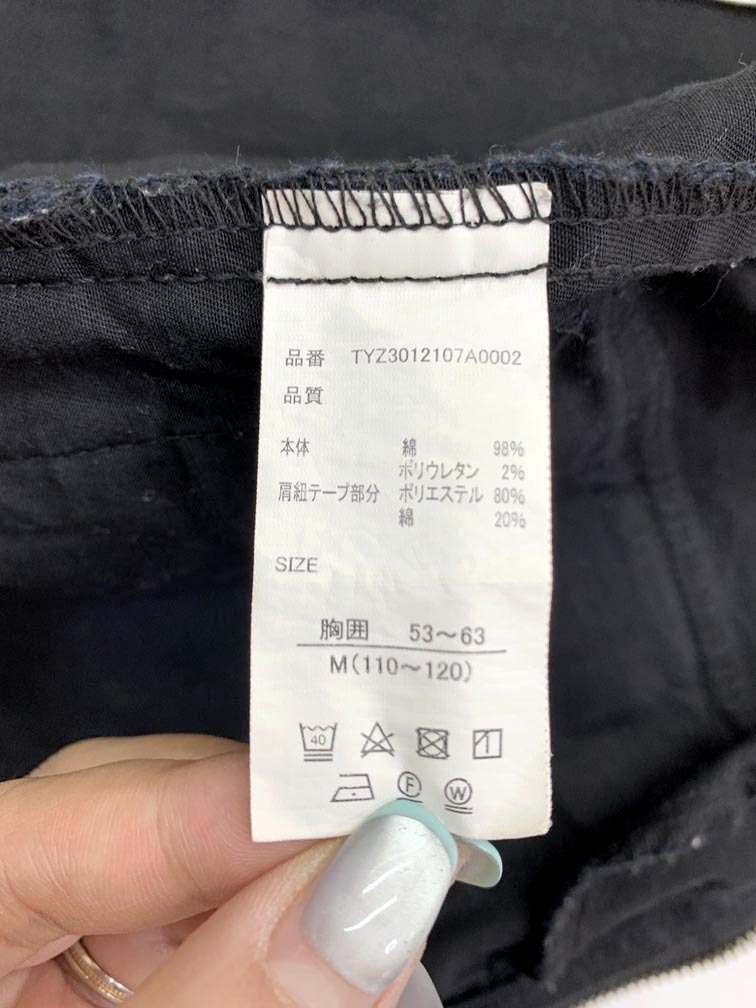 品番 TYZ3012107A0002
品質
本体 綿 98%
ポリウレタン 2%
肩紐テープ部分 ポリエステル 80%
綿 20%
SIZE
胸囲 53〜63
M(110〜120)
40
F W